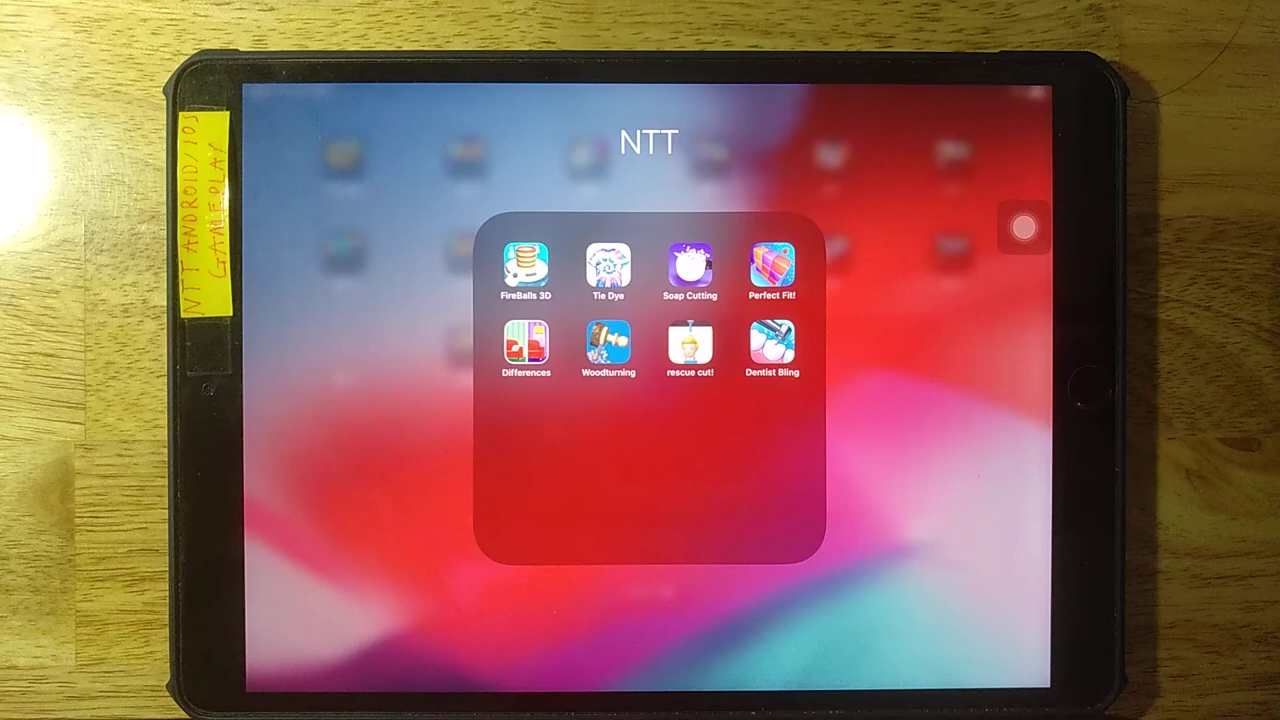 NTT ANDROID/IOS
GAMEPLAY
NTT
FireBalls 3D
Tie Dye
Soap Cutting
Perfect Fit!
Differences
Woodturning
rescue cut!
Dentist Bling